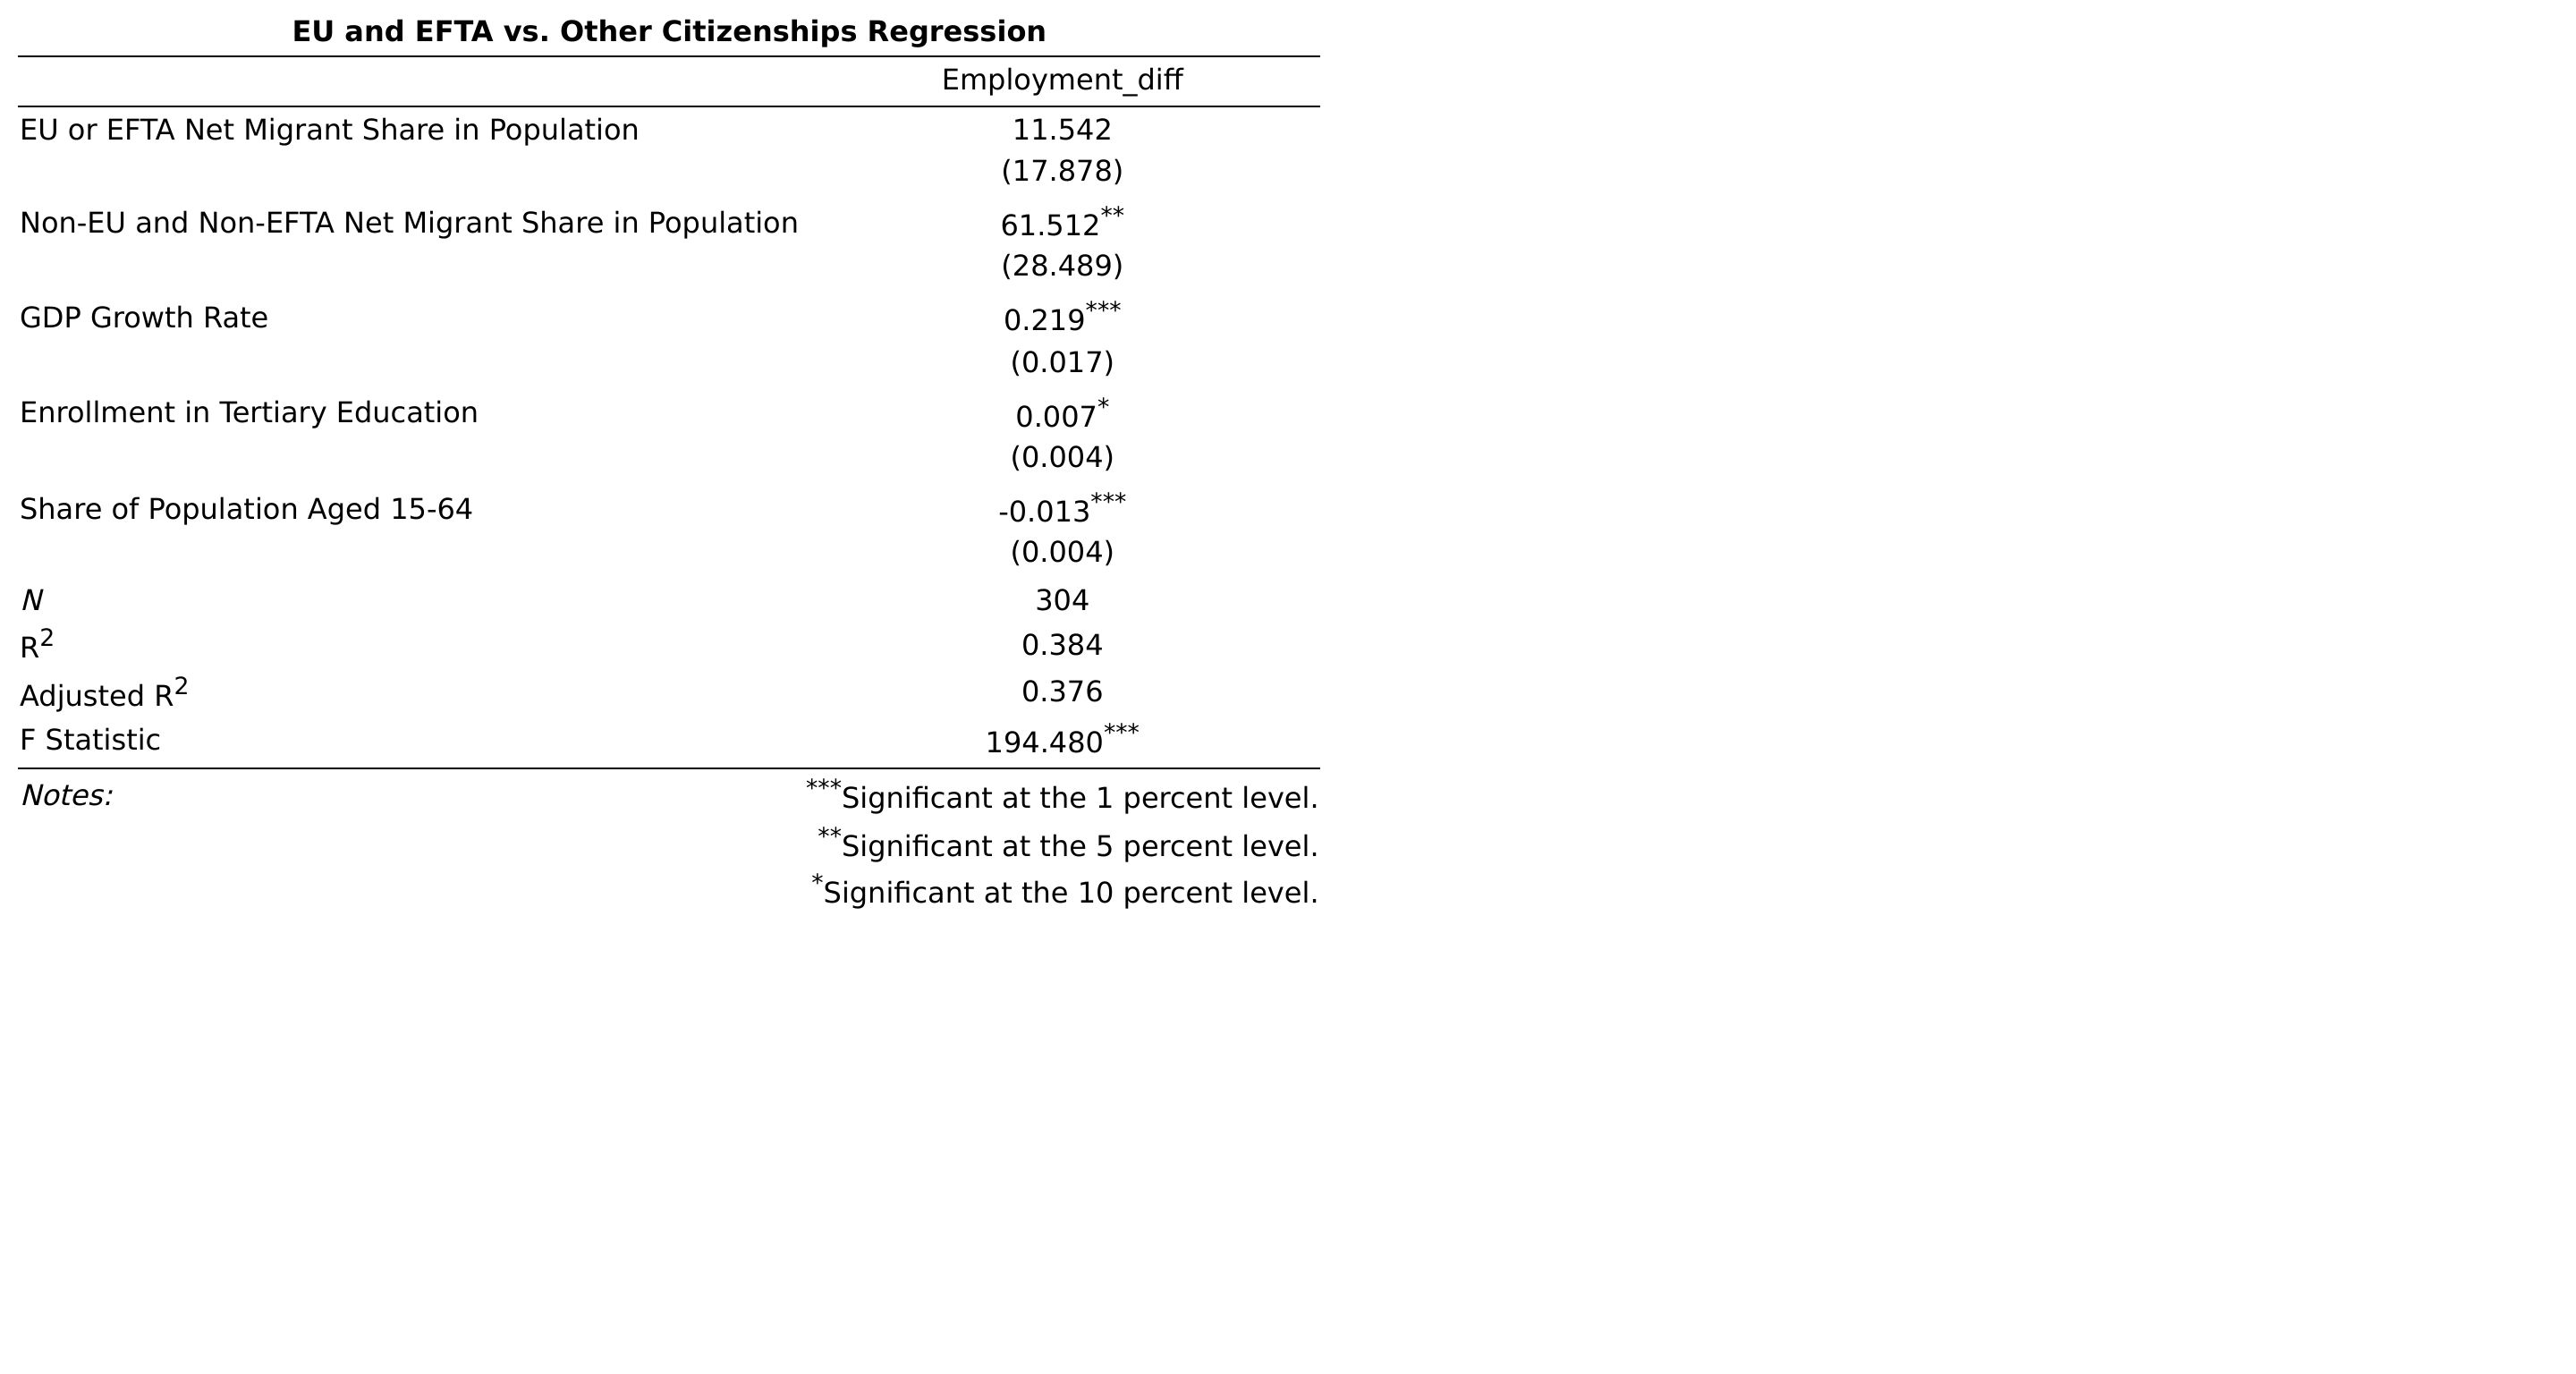 EU and EFTA vs. Other Citizenships Regression
Employment_diff
EU or EFTA Net Migrant Share in Population 11.542
(17.878)
Non-EU and Non-EFTA Net Migrant Share in Population 61.512**
(28.489)
GDP Growth Rate 0.219***
(0.017)
Enrollment in Tertiary Education 0.007*
(0.004)
Share of Population Aged 15-64 -0.013***
(0.004)
N 304
R2 0.384
Adjusted R2 0.376
F Statistic 194.480***
Notes: ***Significant at the 1 percent level.
**Significant at the 5 percent level.
*Significant at the 10 percent level.